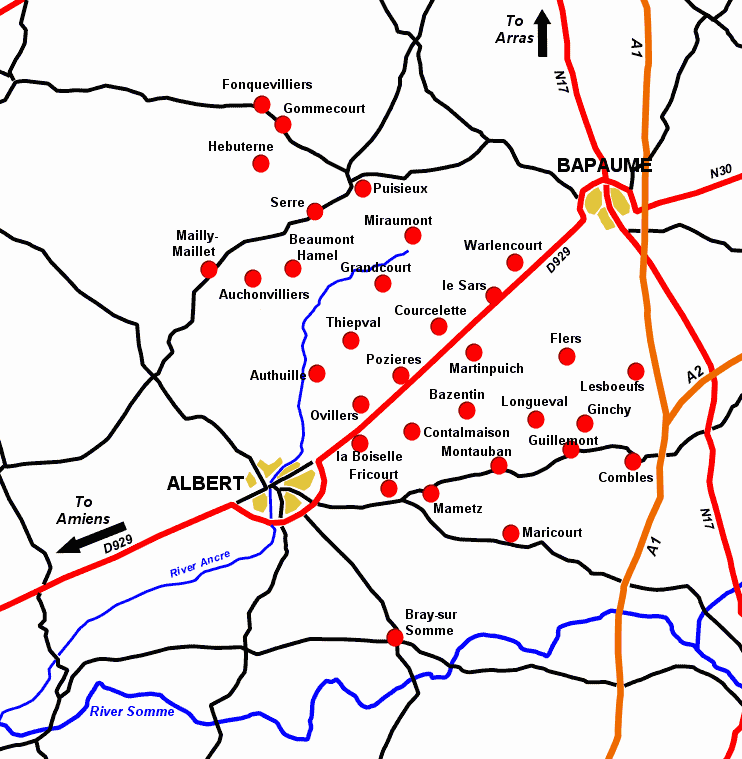 To
Arras
A1
N17
Fonquevilliers
Gommecourt
Hebuterne
BAPAUME
N30
Puisieux
Serre
Miraumont
Mailly-
Maillet
Beaumont
Hamel
Warlencourt
D929
Grandcourt
Auchonvilliers
le Sars
Courcelette
Thiepval
Flers
Pozieres
Martinpuich
Authuille
A2
Lesboeufs
Bazentin
Longueval
Ovillers
Ginchy
Contalmaison
Guillemont
la Boiselle
Montauban
Fricourt
Combles
ALBERT
Mametz
To
Amiens
N17
Maricourt
D929
A1
River Ancre
Bray-sur
Somme
River Somme